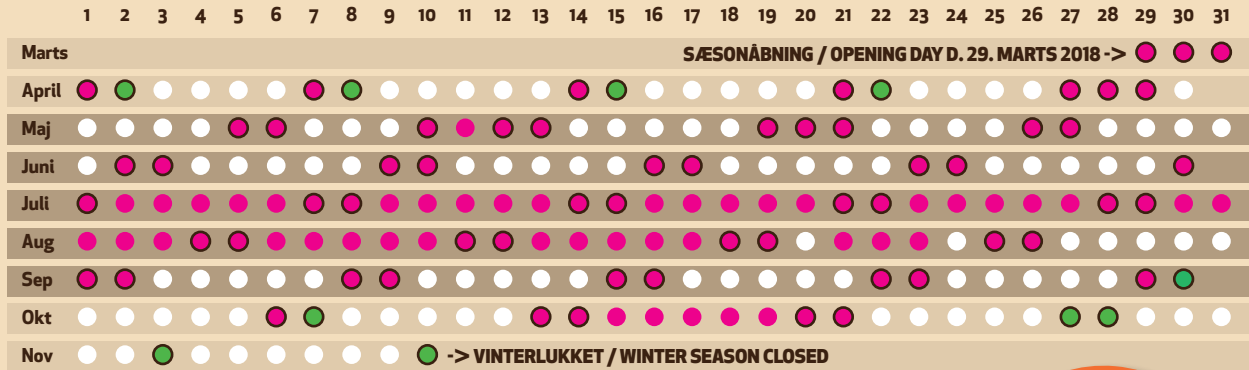 1 2 3 4 5 6 7 8 9 10 11 12 13 14 15 16 17 18 19 20 21 22 23 24 25 26 27 28 29 30 31
Marts SÆSONÅBNING / OPENING DAY D. 29. MARTS 2018 ->
April
Maj
Juni
Juli
Aug
Sep
Okt
Nov -> VINTERLUKKET / WINTER SEASON CLOSED